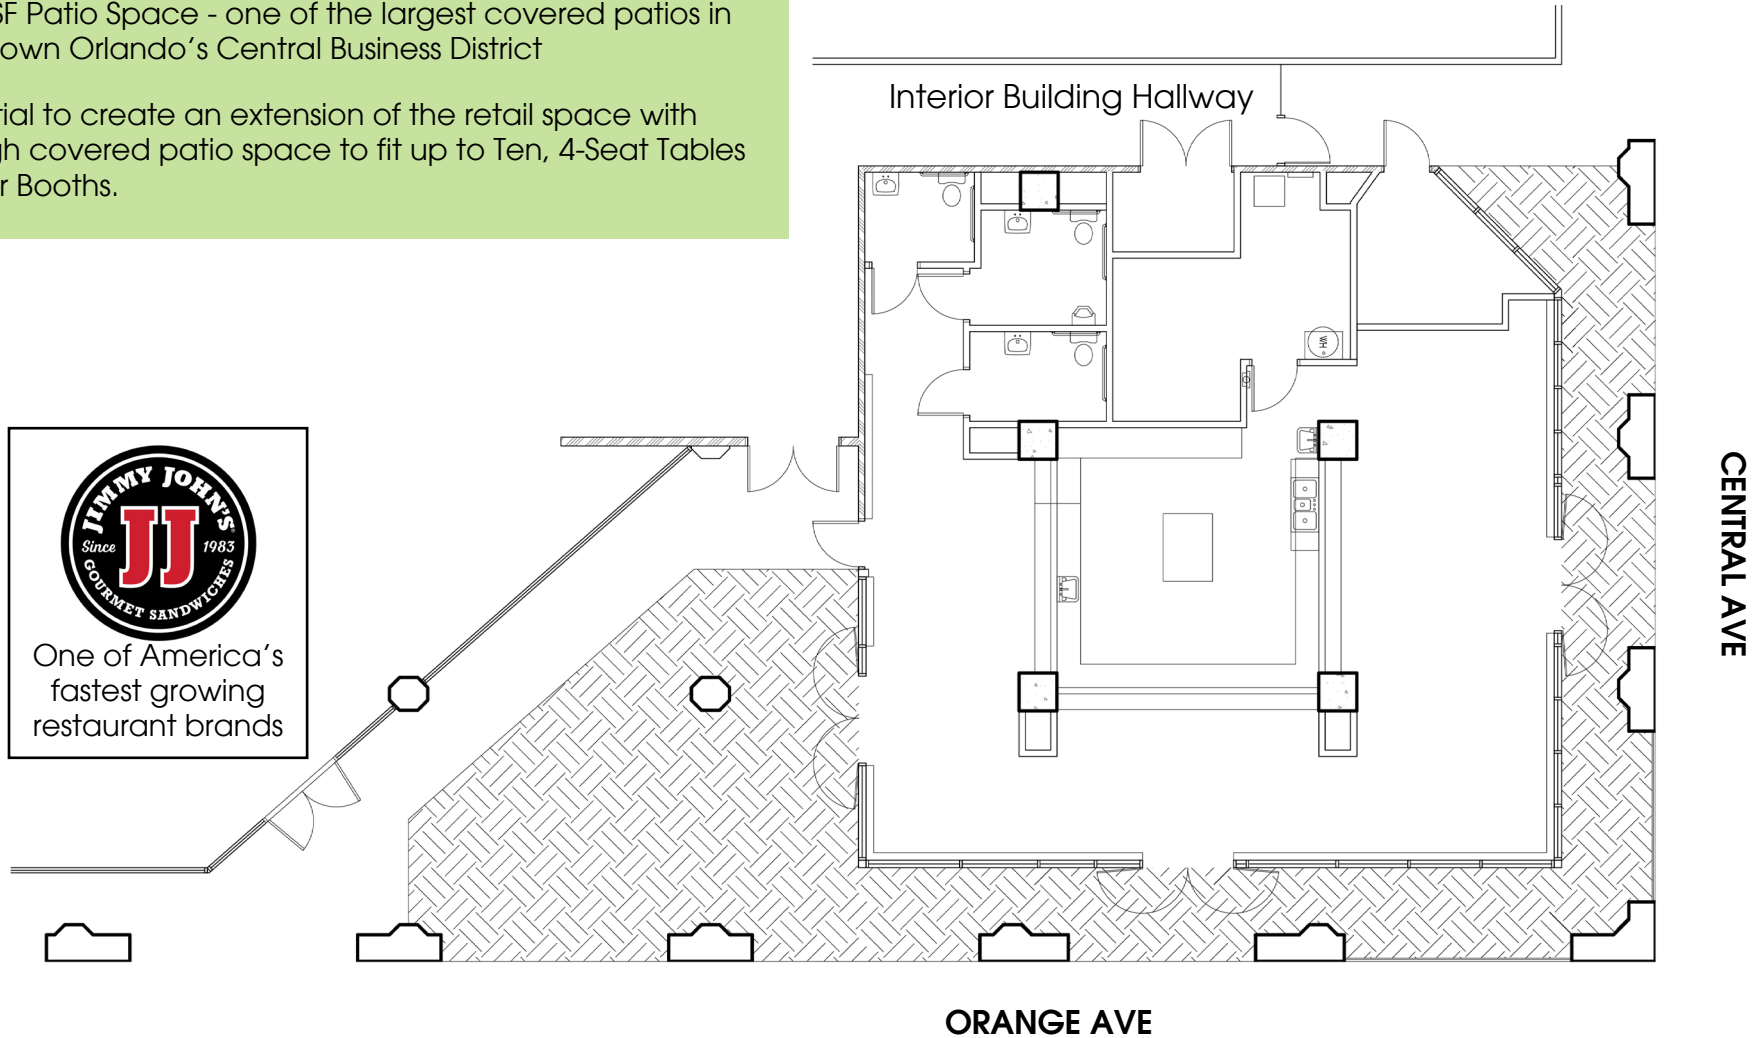 SF Patio Space - one of the largest covered patios in
own Orlando's Central Business District
tial to create an extension of the retail space with
gh covered patio space to fit up to Ten, 4-Seat Tables
r Booths.
Interior Building Hallway
WH
JIMMY JOHN'S
Since JJ 1983
GOURMET SANDWICHES
One of America's
fastest growing
restaurant brands
CENTRAL AVE
ORANGE AVE